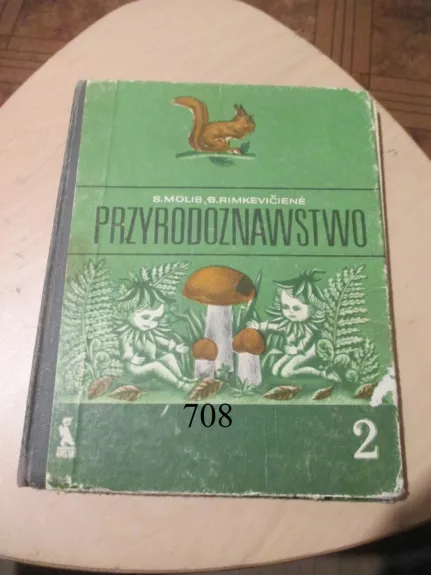 S.MOLIS, B.RIMKEVIČIENĖ
PRZYRODOZNAWSTWO
708
2